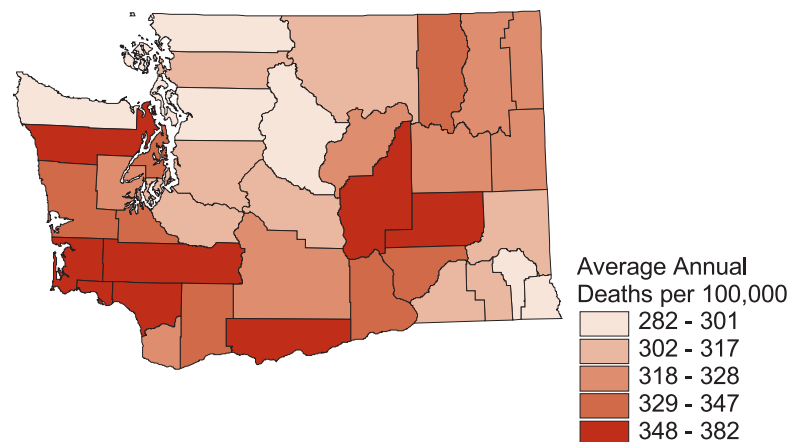 Average Annual
Deaths per 100,000
282 - 301
302 - 317
318 - 328
329 - 347
348 - 382